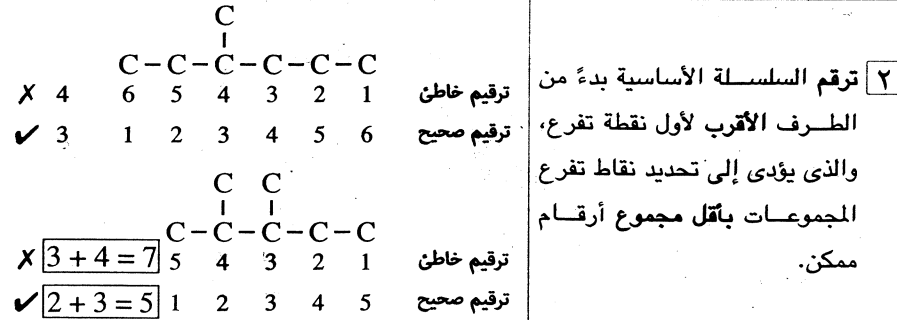 ٢ ترقم السلسلة الأساسية بدءً من
الطرف الأقرب لأول نقطة تفرع،
والذى يؤدى إلى تحديد نقاط تفرع
المجموعات بأقل مجموع أرقام
ممكن.
C
C – C – C – C – C – C
✗ 4 6 5 4 3 2 1 ترقيم خاطئ
✓ 3 1 2 3 4 5 6 ترقيم صحيح
C C
C – C – C – C – C
✗ 3 + 4 = 7 5 4 3 2 1 ترقيم خاطئ
✓ 2 + 3 = 5 1 2 3 4 5 ترقيم صحيح